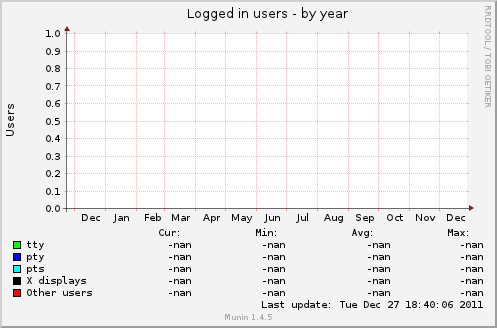 Logged in users - by year
RRDTOOL / TOBI OETIKER
Users
1.0
0.9
0.8
0.7
0.6
0.5
0.4
0.3
0.2
0.1
0.0
Dec Jan Feb Mar Apr May Jun Jul Aug Sep Oct Nov Dec
Cur: Min: Avg: Max:
tty -nan -nan -nan -nan
pty -nan -nan -nan -nan
pts -nan -nan -nan -nan
X displays -nan -nan -nan -nan
Other users -nan -nan -nan -nan
Last update: Tue Dec 27 18:40:06 2011
Munin 1.4.5